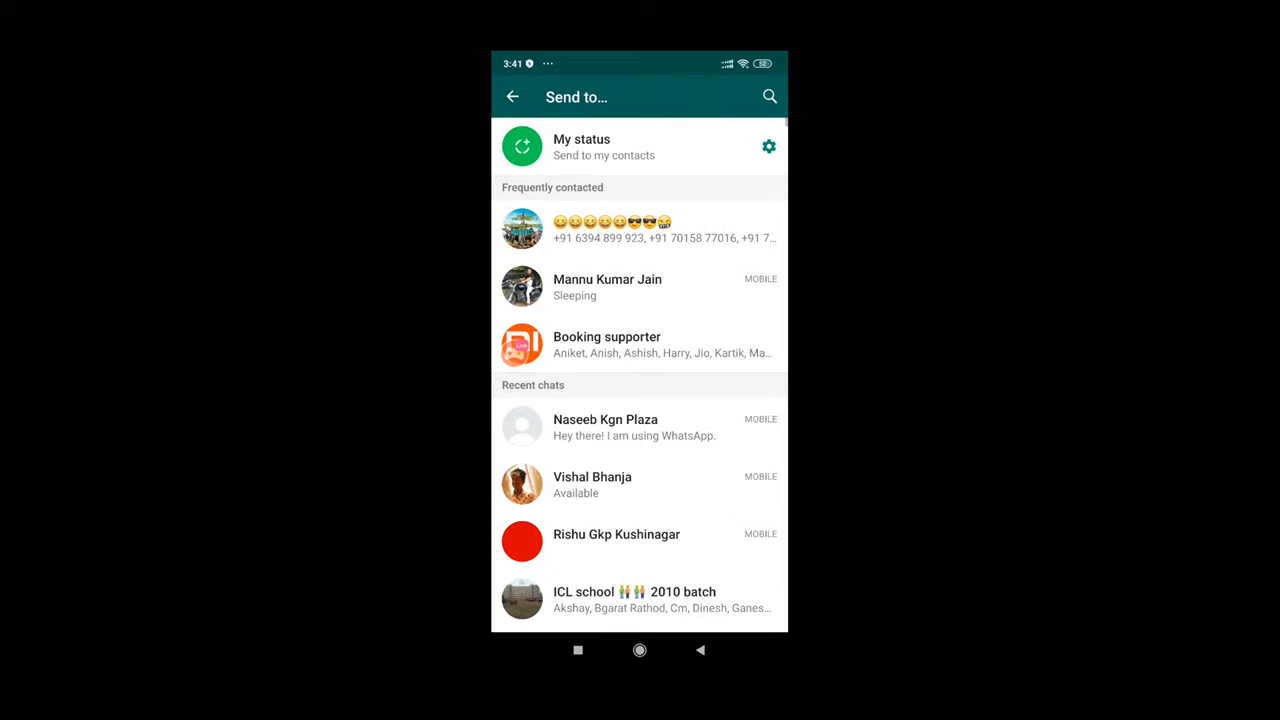 3:41
52
Send to...
My status
Send to my contacts
Frequently contacted
😄😄😄😄😄😎😎🤬
+91 6394 899 923, +91 70158 77016, +91 7...
Mannu Kumar Jain MOBILE
Sleeping
Booking supporter
Live
Aniket, Anish, Ashish, Harry, Jio, Kartik, Ma...
Recent chats
Naseeb Kgn Plaza MOBILE
Hey there! I am using WhatsApp.
Vishal Bhanja MOBILE
Available
Rishu Gkp Kushinagar MOBILE
ICL school 👬👬 2010 batch
Akshay, Bgarat Rathod, Cm, Dinesh, Ganes...